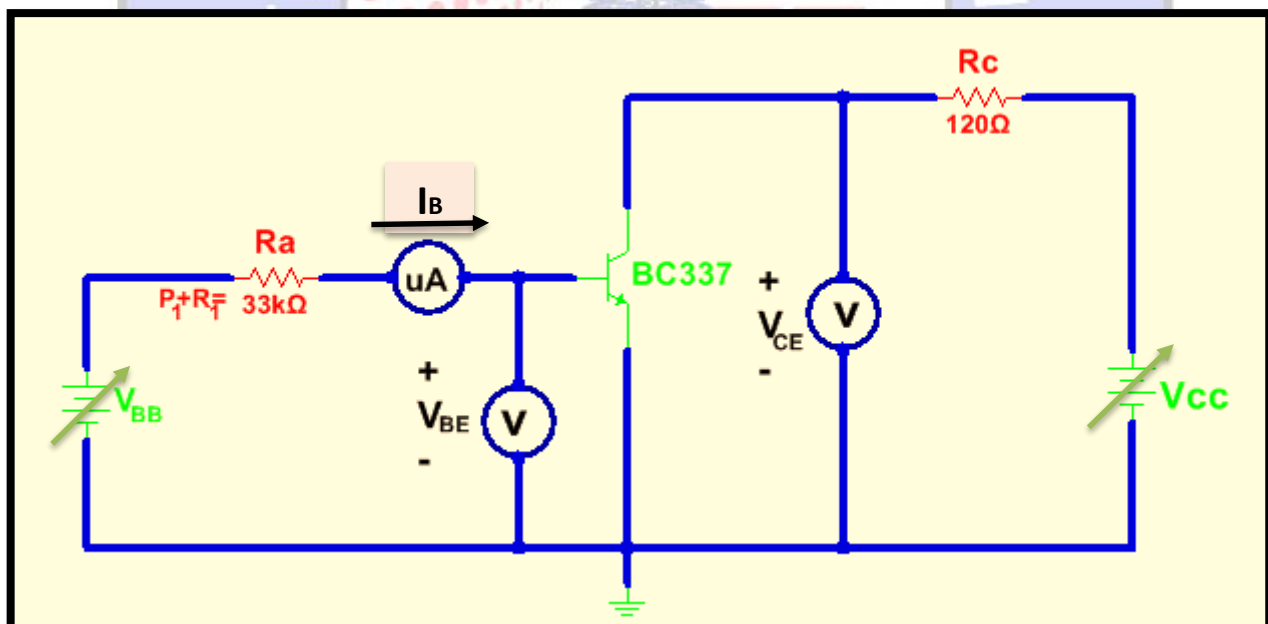 Rc
120Ω
IB
Ra
uA
BC337
P1+R1=
33kΩ
+
VCE
-
V
VBB
+
VBE
-
V
Vcc